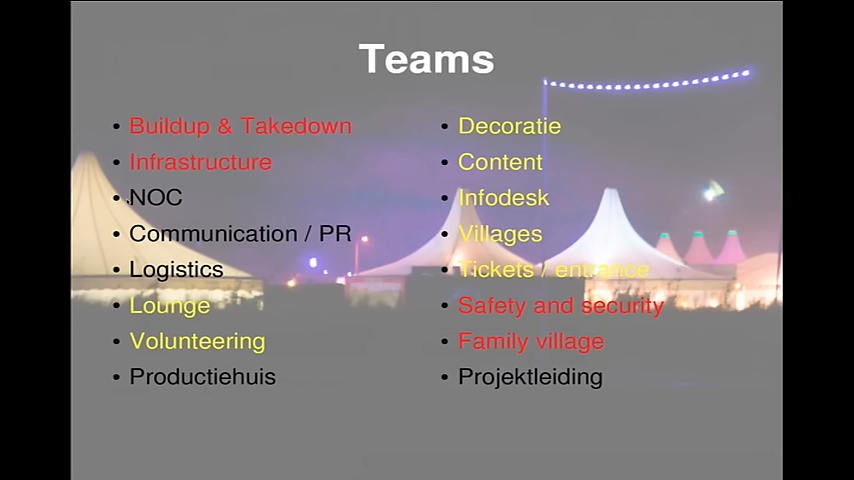 Teams
• Buildup & Takedown
• Infrastructure
• NOC
• Communication / PR
• Logistics
• Lounge
• Volunteering
• Productiehuis
• Decoratie
• Content
• Infodesk
• Villages
• Tickets / entrance
• Safety and security
• Family village
• Projektleiding